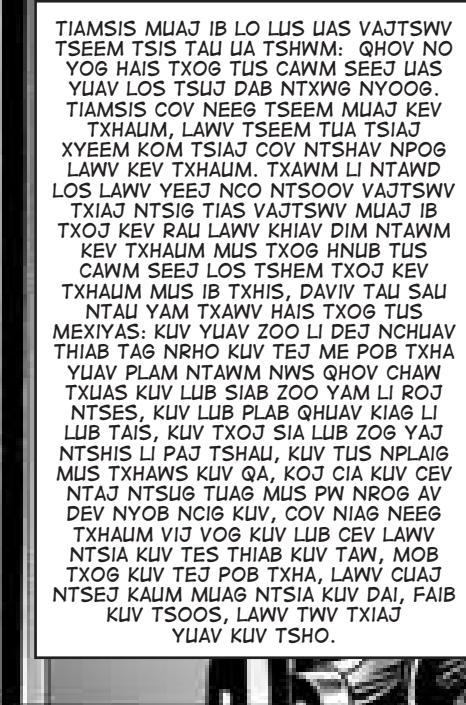 TIAMSIS MUAJ IB LO LUS UAS VAJTSWV
TSEEM TSIS TAU UA TSHWM: QHOV NO
YOG HAIS TXOG TUS CAWM SEEJ UAS
YUAV LOS TSUJ DAB NTXWG NYOOG.
TIAMSIS COV NEEG TSEEM MUAJ KEV
TXHAUM, LAWV TSEEM TUA TSIAJ
XYEEM KOM TSIAJ COV NTSHAV NPOG
LAWV KEV TXHAUM. TXAWM LI NTAWD
LOS LAWV YEEJ NCO NTSOOV VAJTSWV
TXIAJ NTSIG TIAS VAJTSWV MUAJ IB
TXOJ KEV RAU LAWV KHIAV DIM NTAWM
KEV TXHAUM MUS TXOG HNUB TUS
CAWM SEEJ LOS TSHEM TXOJ KEV
TXHAUM MUS IB TXHIS, DAVIV TAU SAU
NTAU YAM TXAWV HAIS TXOG TUS
MEXIYAS: KUV YUAV ZOO LI DEJ NCHUAV
THIAB TAG NRHO KUV TEJ ME POB TXHA
YUAV PLAM NTAWM NWS QHOV CHAW
TXUAS KUV LUB SIAB ZOO YAM LI ROJ
NTSES, KUV LUB PLAB QHUAV KIAG LI
LUB TAIS, KUV TXOJ SIA LUB ZOG YAJ
NTSHIS LI PAJ TSHAU, KUV TUS NPLAIG
MUS TXHAWS KUV QA, KOJ CIA KUV CEV
NTAJ NTSUG TUAG MUS PW NROG AV
DEV NYOB NCIG KUV, COV NIAG NEEG
TXHAUM VIJ VOG KUV LUB CEV LAWV
NTSIA KUV TES THIAB KUV TAW, MOB
TXOG KUV TEJ POB TXHA, LAWV CUAJ
NTSEJ KAUM MUAG NTSIA KUV DAI, FAIB
KUV TSOOS, LAWV TWV TXIAJ
YUAV KUV TSHO.